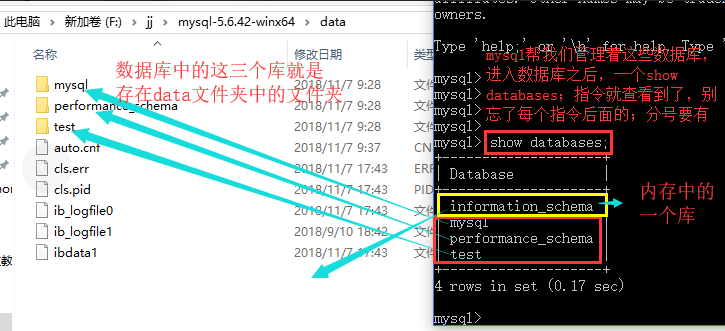 此电脑 > 新加卷 (F:) > jj > mysql-5.6.42-winx64 > data
名称 修改日期 类型
mysql 2018/11/7 9:28 文件
performance_schema 2018/11/7 9:28 文件
test 2018/11/7 9:28 文件
auto.cnf 2018/11/7 9:37 CN
cls.err 2018/11/7 17:43 ERF
cls.pid 2018/11/7 17:43 PID
ib_logfile0 2018/11/7 17:43 文件
ib_logfile1 2018/9/10 18:42 文件
ibdata1 2018/11/7 17:43 文件
数据库中的这三个库就是
存在data文件夹中的文件夹
owners.
Type 'help;' or '\h' for help. Type
mysql帮我们管理着这些数据库,
进入数据库之后，一个show
databases；指令就查看到了，别
忘了每个指令后面的；分号要有
mysql>
mysql>
mysql>
mysql>
mysql> show databases;
Database
information_schema
mysql
performance_schema
test
内存中的
一个库
4 rows in set (0.17 sec)
mysql>